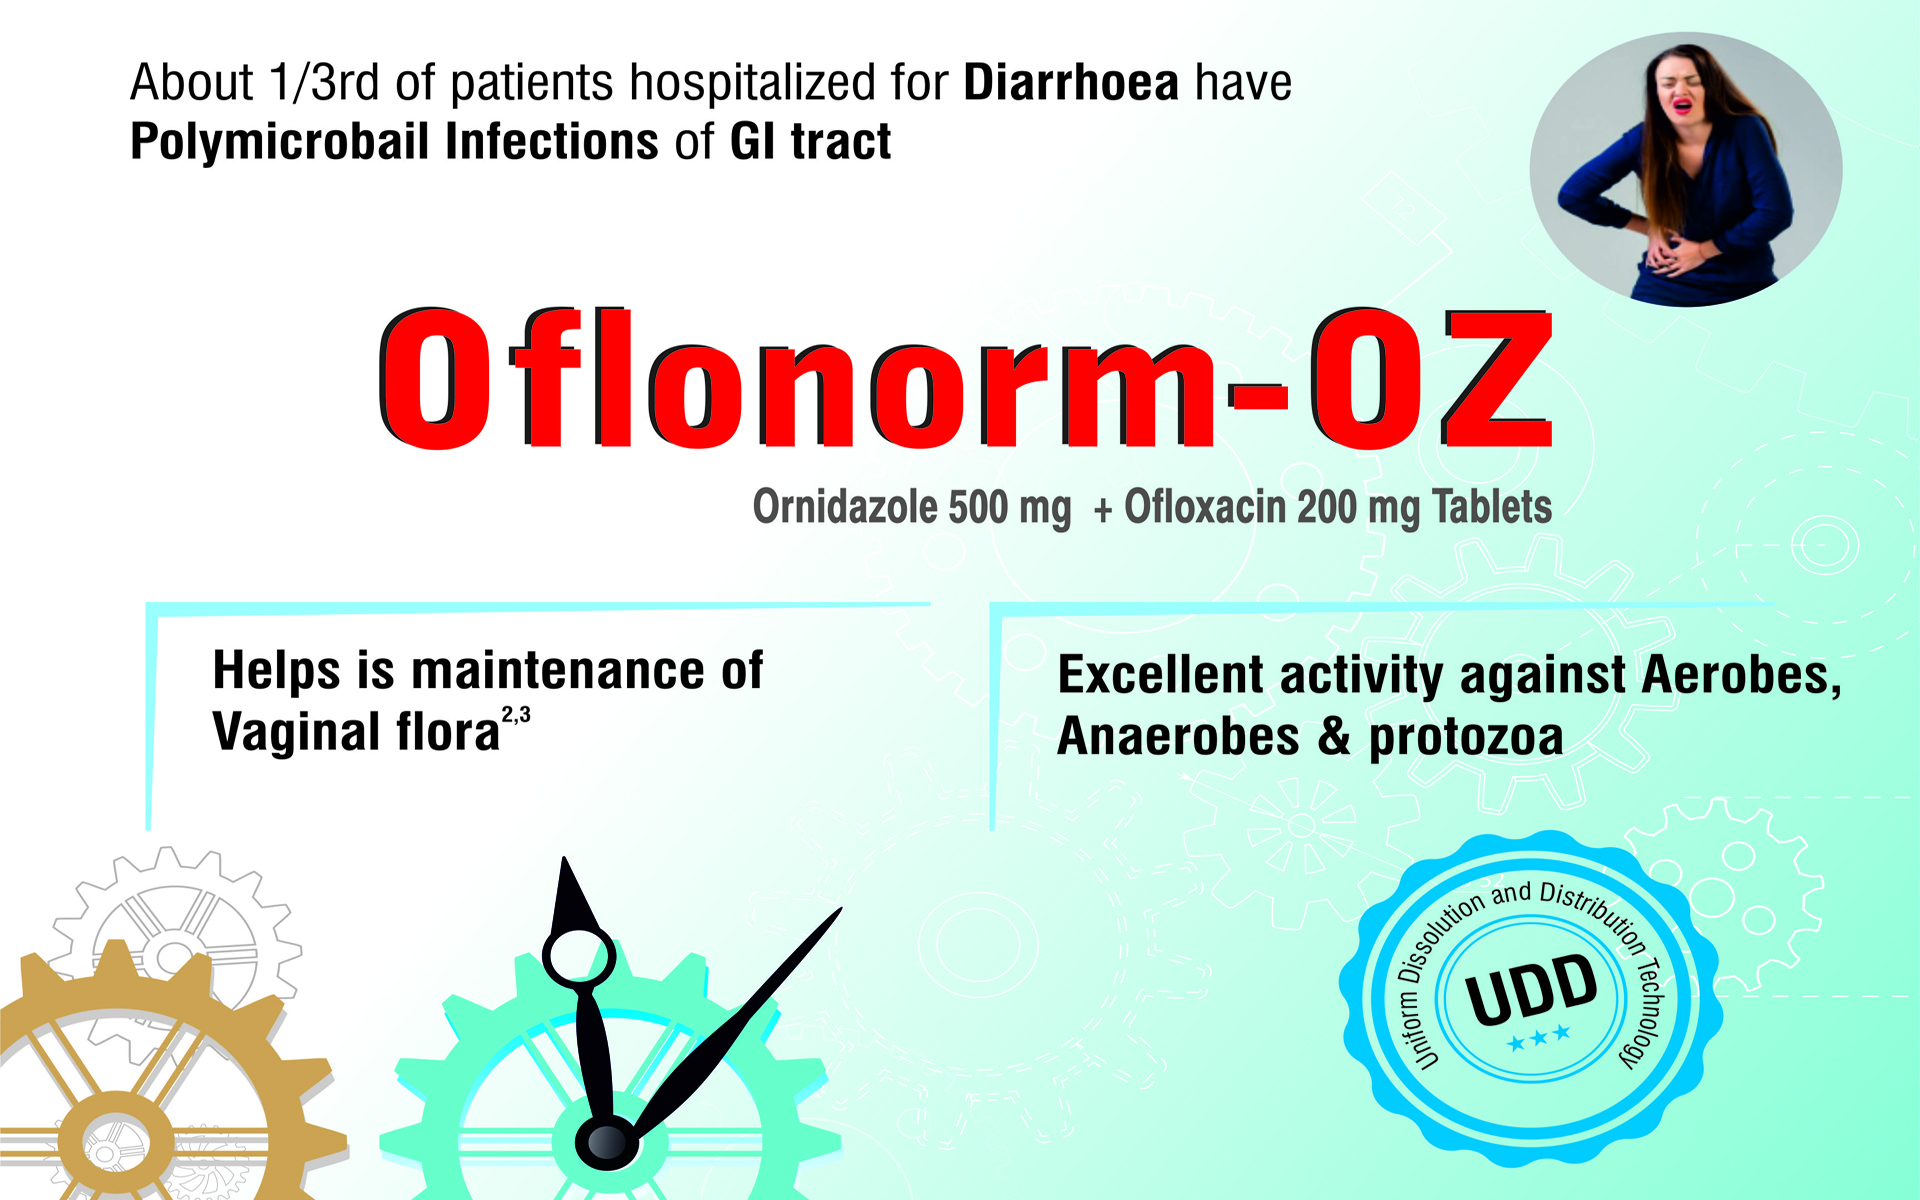 About 1/3rd of patients hospitalized for Diarrhoea have
Polymicrobail Infections of GI tract
12
Oflonorm-OZ
Ornidazole 500 mg + Ofloxacin 200 mg Tablets
Helps is maintenance of
Vaginal flora2,3
Excellent activity against Aerobes,
Anaerobes & protozoa
Uniform Dissolution and Distribution Technology
UDD